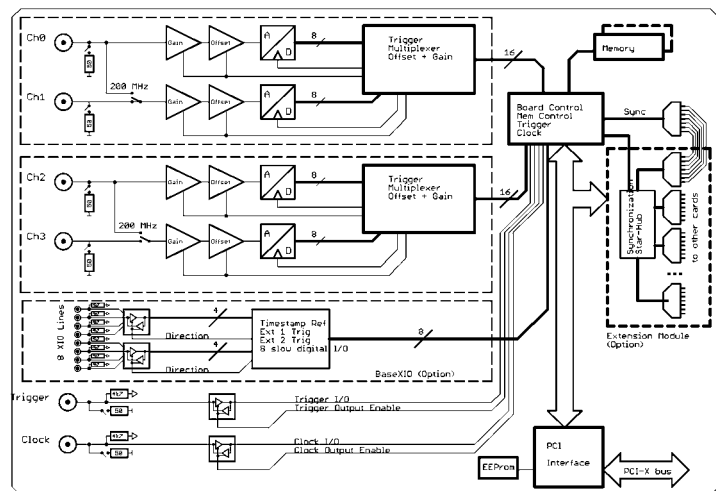 Ch0
50
Gain
Offset
A
D
8
Trigger
Multiplexer
Offset + Gain
16
Memory
200 MHz
Ch1
50
Gain
Offset
A
D
8
Board Control
Mem Control
Trigger
Clock
Sync
Ch2
50
Gain
Offset
A
D
8
Trigger
Multiplexer
Offset + Gain
16
200 MHz
Ch3
50
Gain
Offset
A
D
8
Synchronization
Star-Hub
to other cards
...
Extension Module
(Option)
8 XIO Lines
4
Direction
4
Direction
Timestamp Ref
Ext 1 Trig
Ext 2 Trig
8 slow digital I/O
8
BaseXIO (Option)
Trigger
4k7
50
Trigger I/O
Trigger Output Enable
Clock
4k7
50
Clock I/O
Clock Output Enable
EEProm
PCI
Interface
PCI-X bus